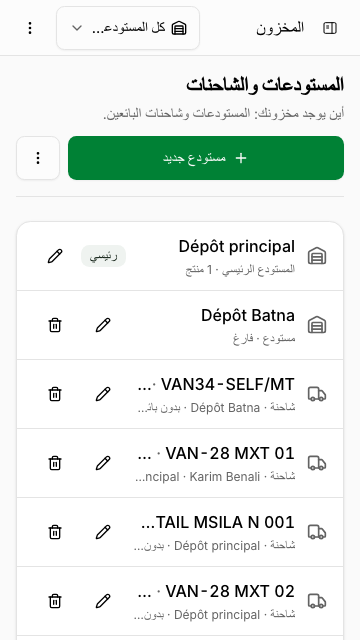 المخزون
كل المستودعـ...
المستودعات والشاحنات
أين يوجد مخزونك: المستودعات وشاحنات البائعين.
مستودع جديد
Dépôt principal
رئيسي
المستودع الرئيسي · 1 منتج
Dépôt Batna
مستودع · فارغ
VAN34-SELF/MT · ...
شاحنة · Dépôt Batna · بدون بائـ...
VAN-28 MXT 01 · ...
شاحنة · Karim Benali · ...ncipal
...TAIL MSILA N 001
شاحنة · Dépôt principal · بدون...
VAN-28 MXT 02 · ...
شاحنة · Dépôt principal · بدون...